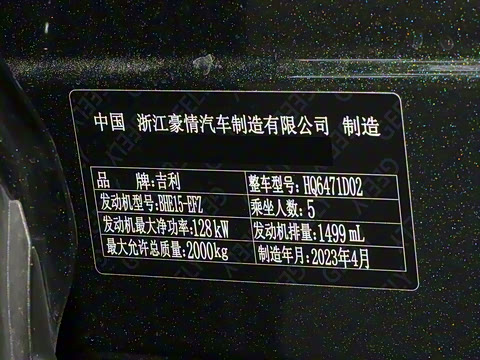 中国 浙江豪情汽车制造有限公司 制造
品 牌:吉利 整车型号:HQ6471D02
发动机型号:BHE15-EFZ 乘坐人数:5
发动机最大净功率:128kW 发动机排量:1499mL
最大允许总质量:2000kg 制造年月:2023年4月